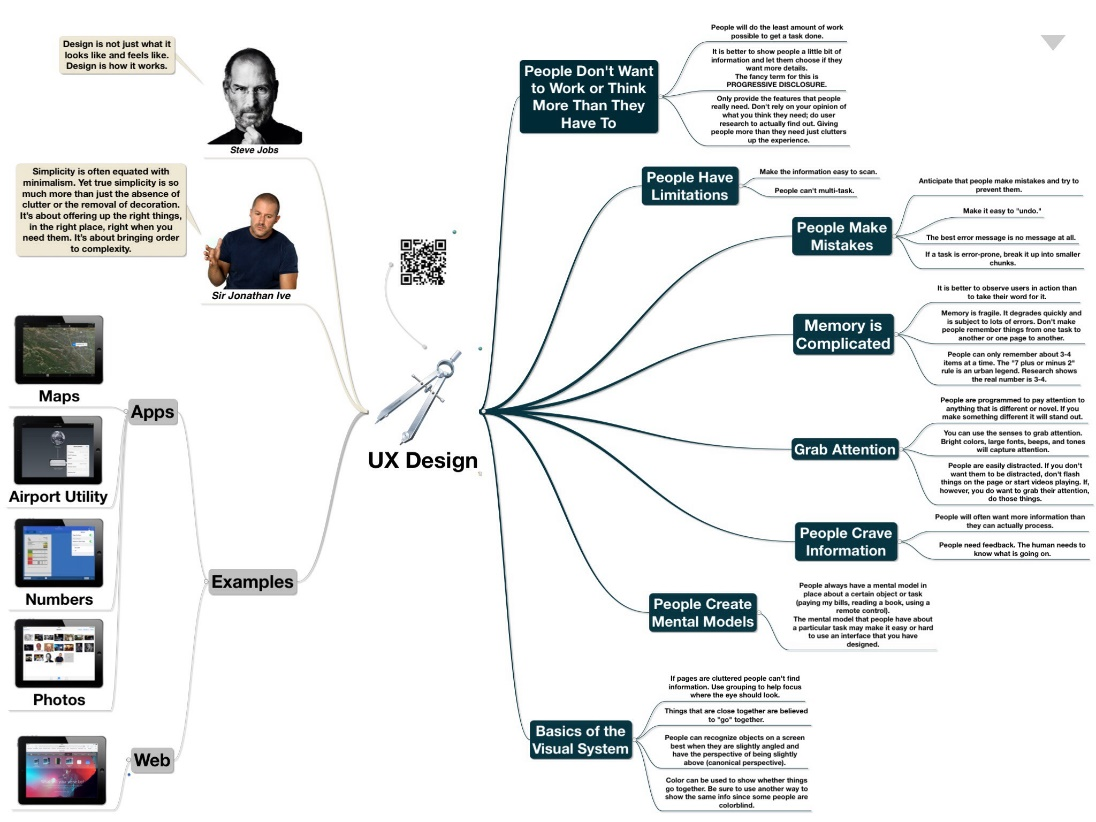 Design is not just what it
looks like and feels like.
Design is how it works.
Steve Jobs
Simplicity is often equated with
minimalism. Yet true simplicity is so
much more than just the absence of
clutter or the removal of decoration.
It's about offering up the right things,
in the right place, right when you
need them. It's about bringing order
to complexity.
Sir Jonathan Ive
Maps
Airport Utility
Numbers
Photos
Apps
Web
Examples
UX Design
People Don't Want
to Work or Think
More Than They
Have To
People will do the least amount of work
possible to get a task done.
It is better to show people a little bit of
information and let them choose if they
want more details.
The fancy term for this is
PROGRESSIVE DISCLOSURE.
Only provide the features that people
really need. Don't rely on your opinion of
what you think they need; do user
research to actually find out. Giving
people more than they need just clutters
up the experience.
People Have
Limitations
Make the information easy to scan.
People can't multi-task.
People Make
Mistakes
Anticipate that people make mistakes and try to
prevent them.
Make it easy to "undo."
The best error message is no message at all.
If a task is error-prone, break it up into smaller
chunks.
Memory is
Complicated
It is better to observe users in action than
to take their word for it.
Memory is fragile. It degrades quickly and
is subject to lots of errors. Don't make
people remember things from one task to
another or one page to another.
People can only remember about 3-4
items at a time. The "7 plus or minus 2"
rule is an urban legend. Research shows
the real number is 3-4.
Grab Attention
People are programmed to pay attention to
anything that is different or novel. If you
make something different it will stand out.
You can use the senses to grab attention.
Bright colors, large fonts, beeps, and tones
will capture attention.
People are easily distracted. If you don't
want them to be distracted, don't flash
things on the page or start videos playing. If,
however, you do want to grab their attention,
do those things.
People Crave
Information
People will often want more information than
they can actually process.
People need feedback. The human needs to
know what is going on.
People Create
Mental Models
People always have a mental model in
place about a certain object or task
(paying my bills, reading a book, using a
remote control).
The mental model that people have about
a particular task may make it easy or hard
to use an interface that you have
designed.
Basics of the
Visual System
If pages are cluttered people can't find
information. Use grouping to help focus
where the eye should look.
Things that are close together are believed
to "go" together.
People can recognize objects on a screen
best when they are slightly angled and
have the perspective of being slightly
above (canonical perspective).
Color can be used to show whether things
go together. Be sure to use another way to
show the same info since some people are
colorblind.